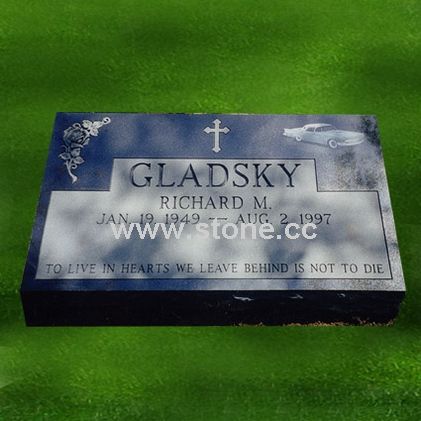 GLADSKY
RICHARD M.
JAN. 19, 1949 -- AUG. 2, 1997
www.stone.cc
TO LIVE IN HEARTS WE LEAVE BEHIND IS NOT TO DIE